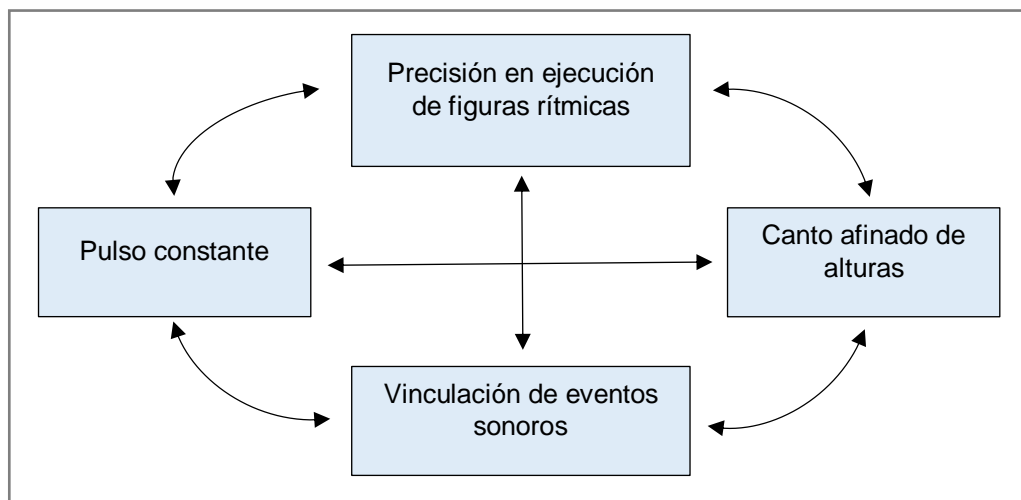 Precisión en ejecución
de figuras rítmicas
Pulso constante
Canto afinado de
alturas
Vinculación de eventos
sonoros